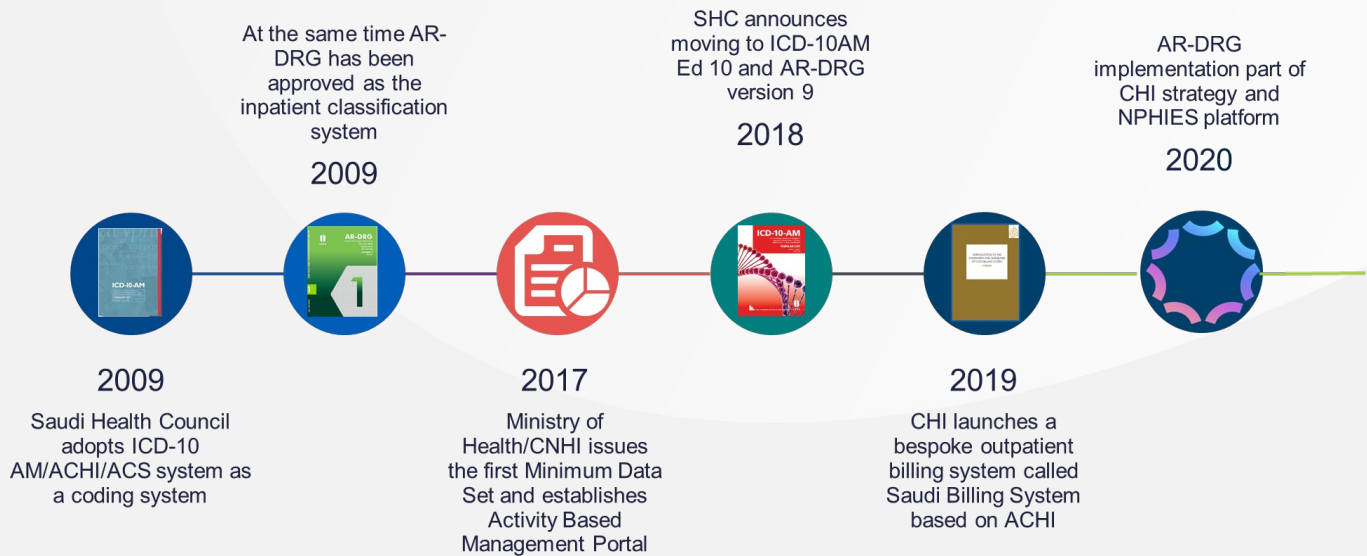 2009
Saudi Health Council
adopts ICD-10
AM/ACHI/ACS system as
a coding system
At the same time AR-
DRG has been
approved as the
inpatient classification
system
2009
2017
Ministry of
Health/CNHI issues
the first Minimum Data
Set and establishes
Activity Based
Management Portal
SHC announces
moving to ICD-10AM
Ed 10 and AR-DRG
version 9
2018
2019
CHI launches a
bespoke outpatient
billing system called
Saudi Billing System
based on ACHI
AR-DRG
implementation part of
CHI strategy and
NPHIES platform
2020
ICD-10-AM
AR-DRG
1
ICD-10-AM